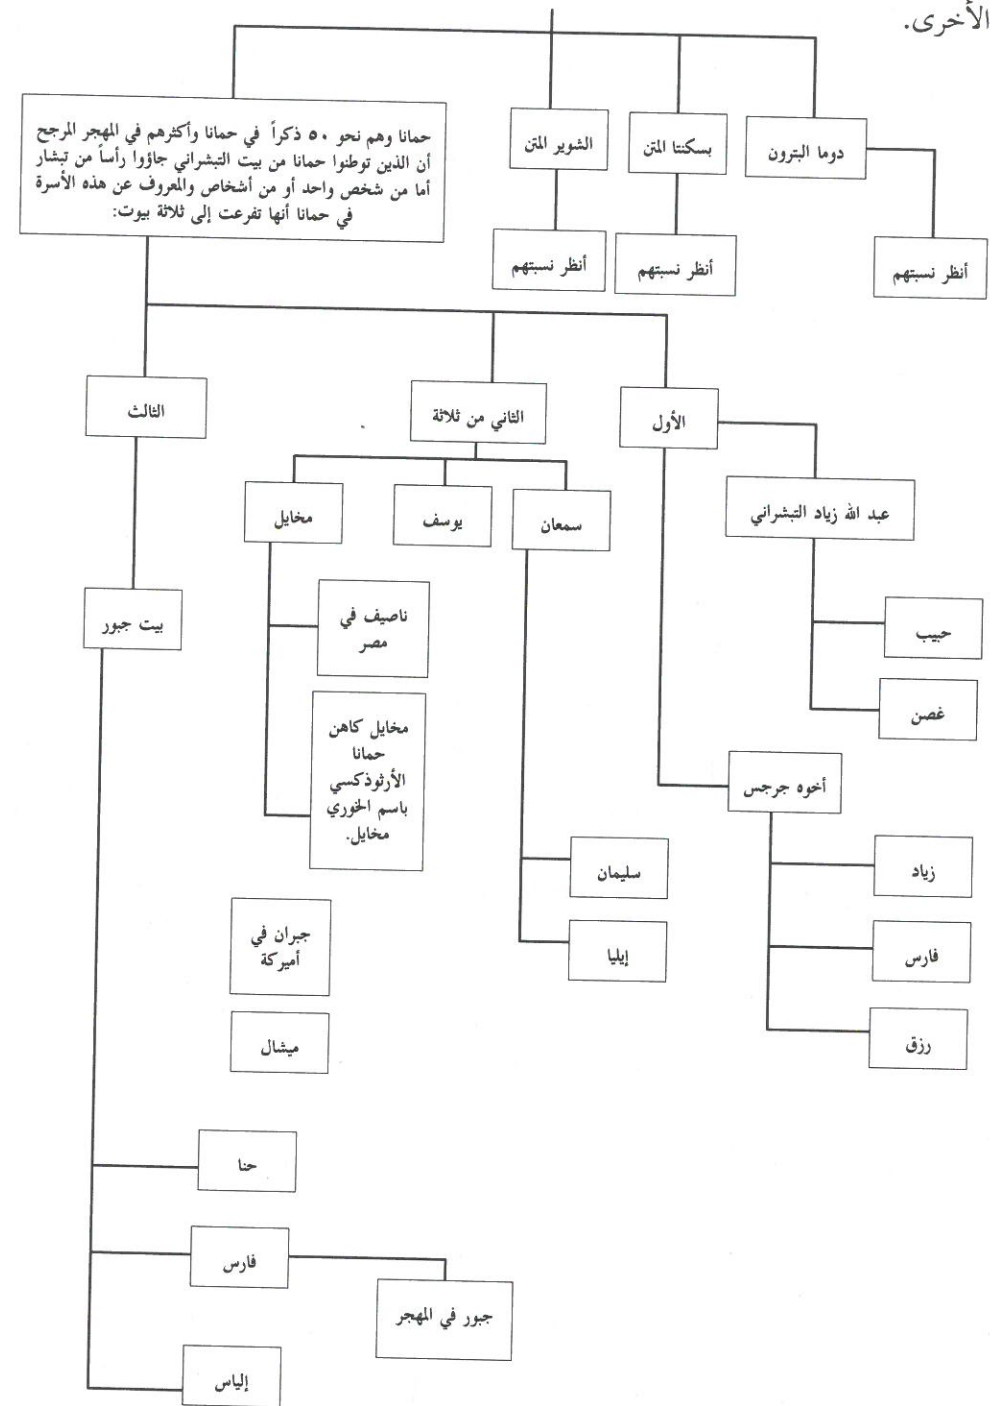 الأخرى.
دوما البترون
بسكنتا المتن
الشوير المتن
حمانا وهم نحو ٥٠ ذكراً في حمانا وأكثرهم في المهجر المرجح
أن الذين توطنوا حمانا من بيت التبشراني جاؤوا رأساً من تبشار
أما من شخص واحد أو من أشخاص والمعروف عن هذه الأسرة
في حمانا أنها تفرعت إلى ثلاثة بيوت:
أنظر نسبتهم
أنظر نسبتهم
أنظر نسبتهم
الأول
الثاني من ثلاثة
الثالث
عبد الله زياد التبشراني
سمعان
يوسف
مخايل
حبيب
غصن
ناصيف في
مصر
بيت جبور
مخايل كاهن
حمانا
الأرثوذكسي
باسم الخوري
مخايل.
أخوه جرجس
زياد
فارس
رزق
سليمان
إيليا
جبران في
أميركة
ميشال
حنا
فارس
جبور في المهجر
إلياس